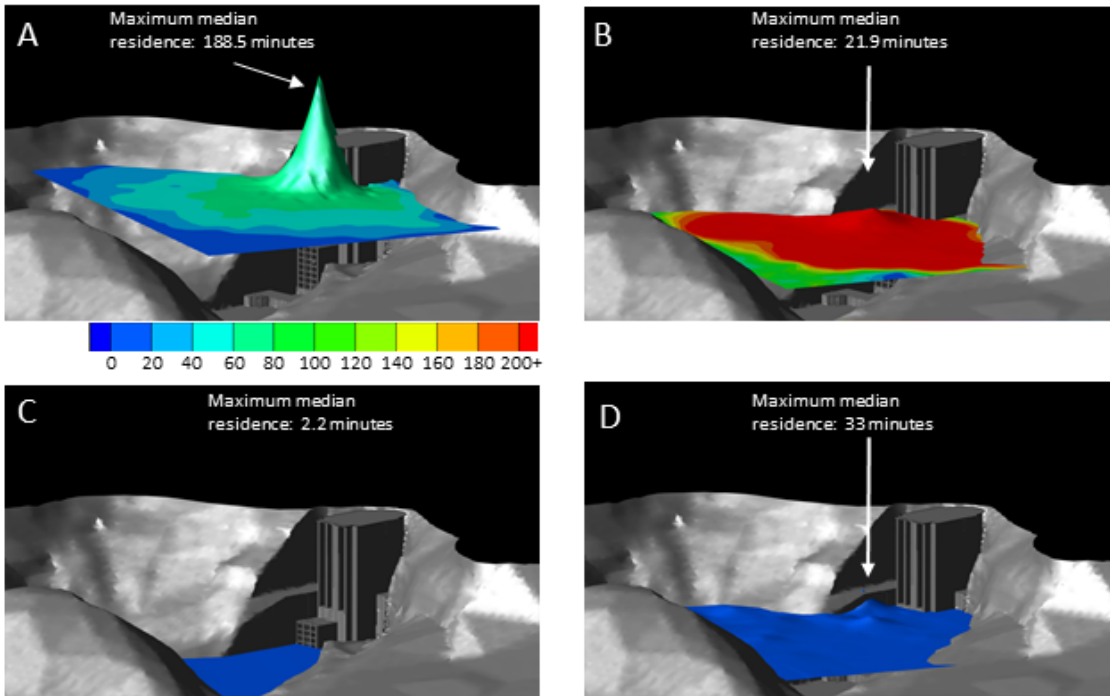 A
Maximum median
residence: 188.5 minutes
B
Maximum median
residence: 21.9 minutes
0 20 40 60 80 100 120 140 160 180 200+
C
Maximum median
residence: 2.2 minutes
D
Maximum median
residence: 33 minutes